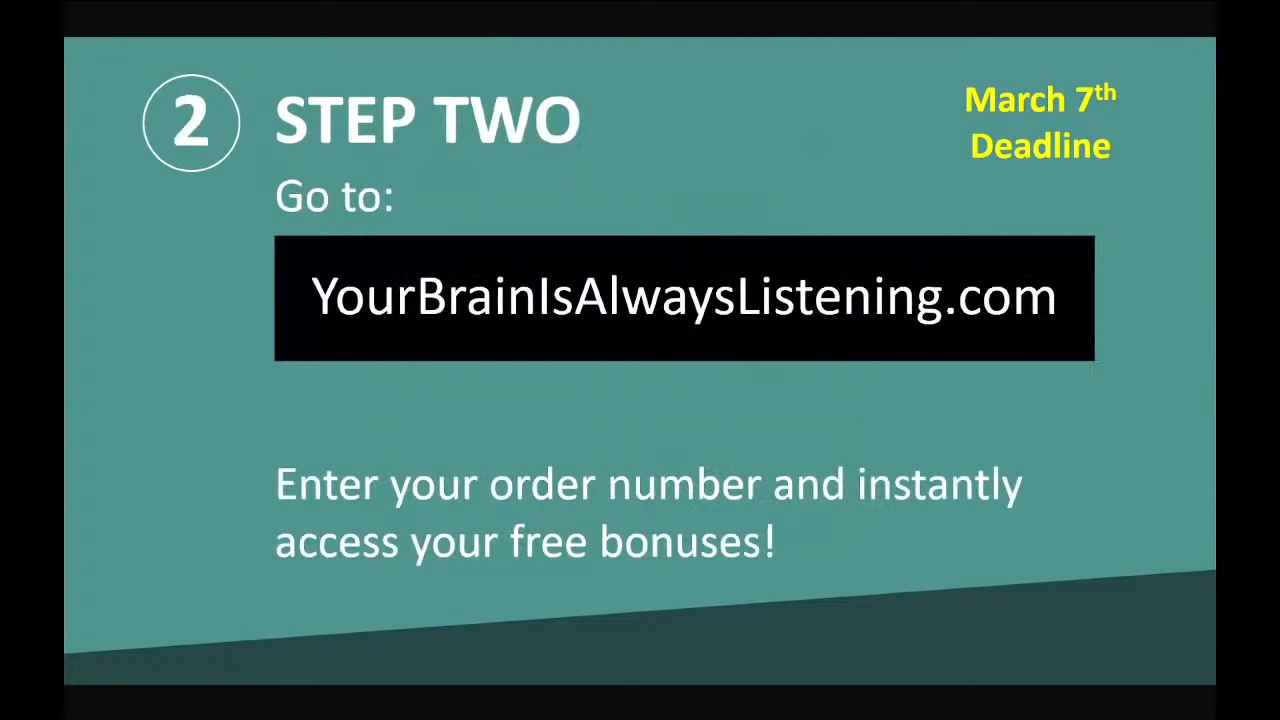 2 STEP TWO
March 7th
Deadline
Go to:
YourBrainIsAlwaysListening.com
Enter your order number and instantly
access your free bonuses!